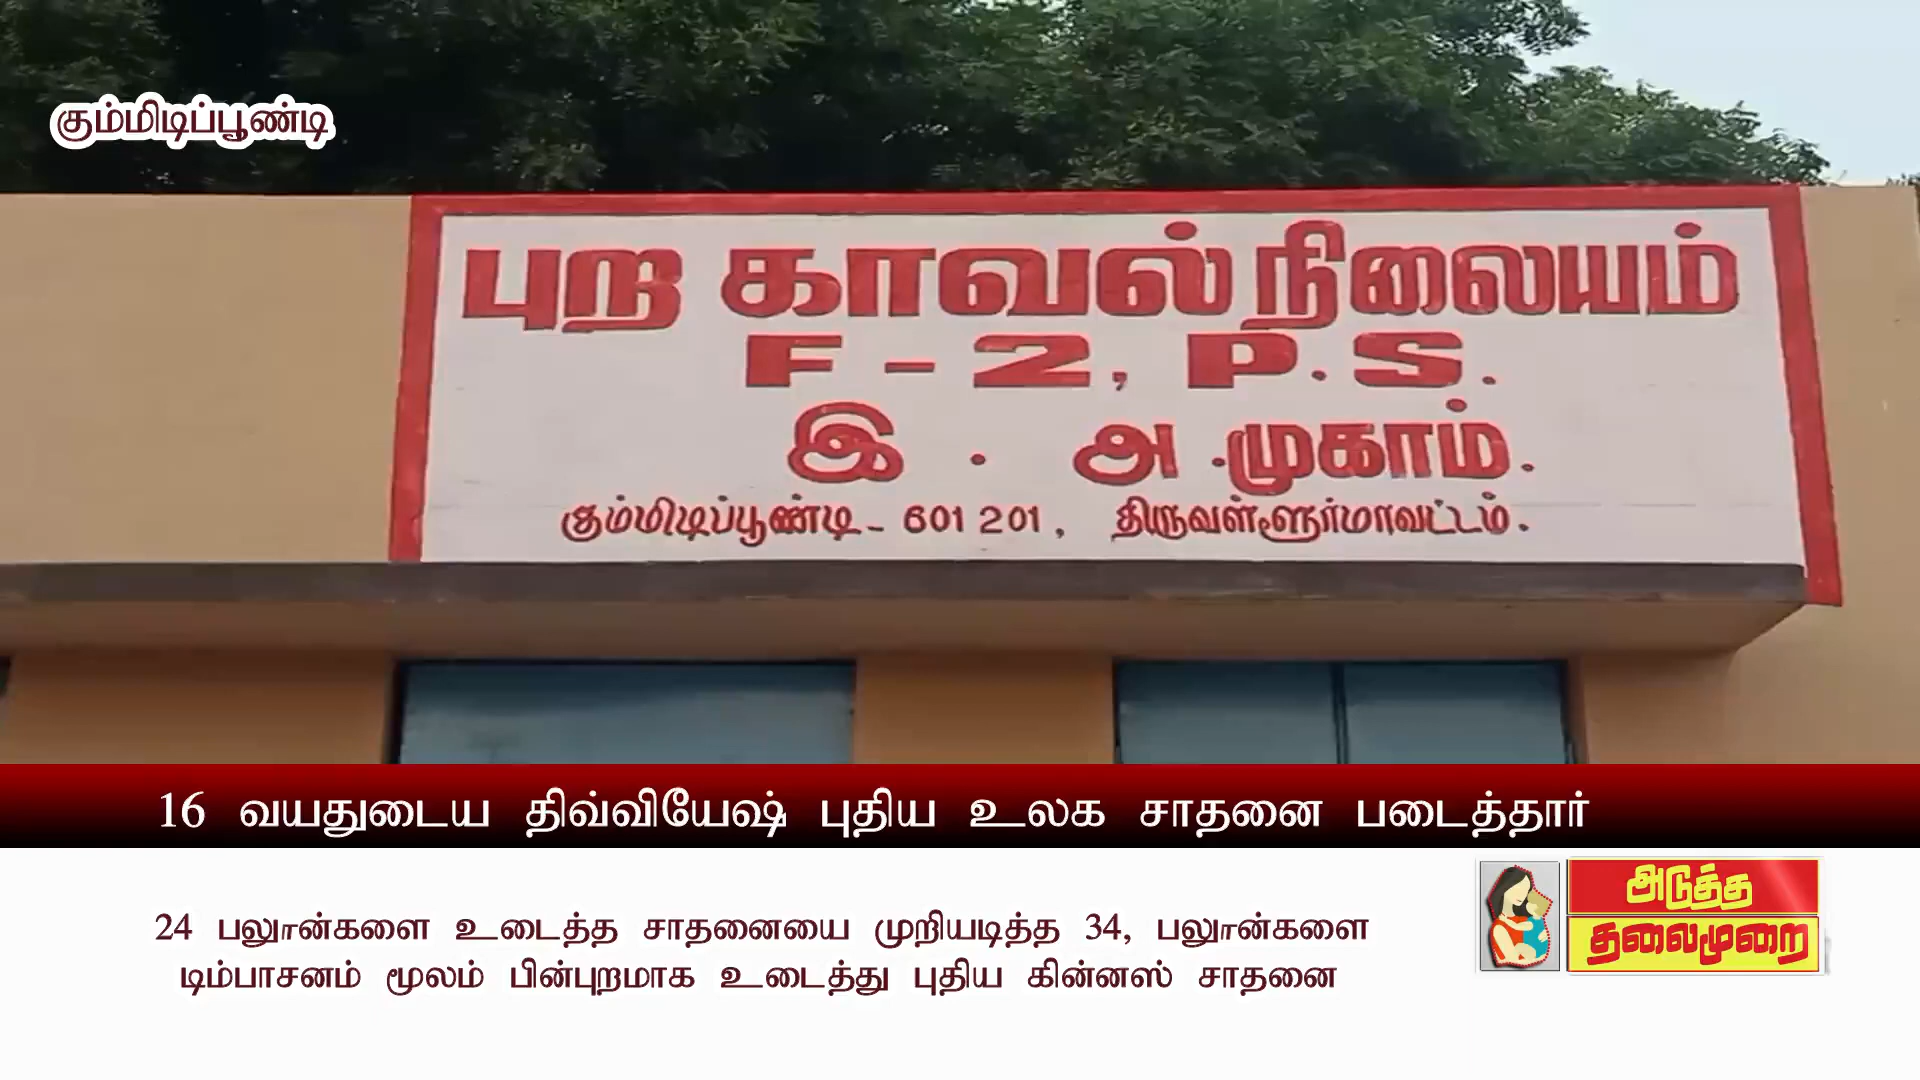 கும்மிடிப்பூண்டி
புற காவல் நிலையம்
F - 2, P.S.
இ . அ .முகாம்.
கும்மிடிப்பூண்டி - 601 201, திருவள்ளுர்மாவட்டம்.
16 வயதுடைய திவ்வியேஷ் புதிய உலக சாதனை படைத்தார்
24 பலுான்களை உடைத்த சாதனையை முறியடித்த 34, பலுான்களை
டிம்பாசனம் மூலம் பின்புறமாக உடைத்து புதிய கின்னஸ் சாதனை
அடுத்த
தலைமுறை